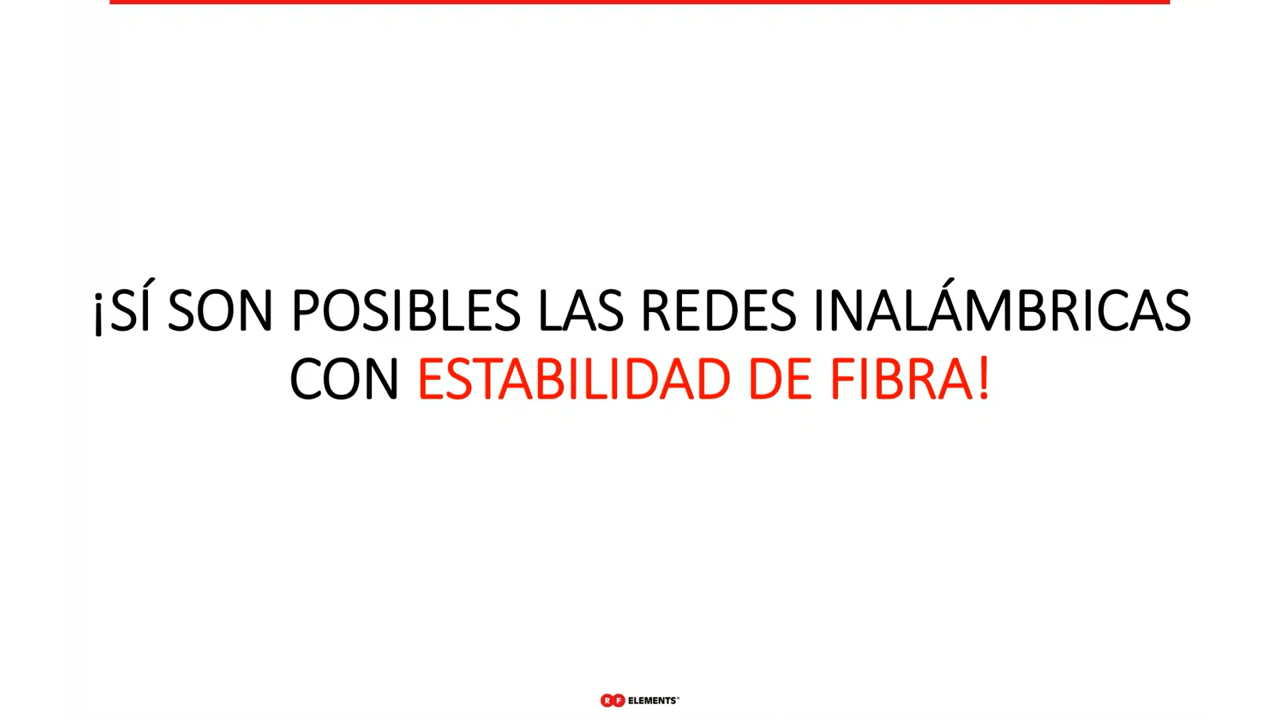 ¡SÍ SON POSIBLES LAS REDES INALÁMBRICAS
CON ESTABILIDAD DE FIBRA!
RF ELEMENTS®